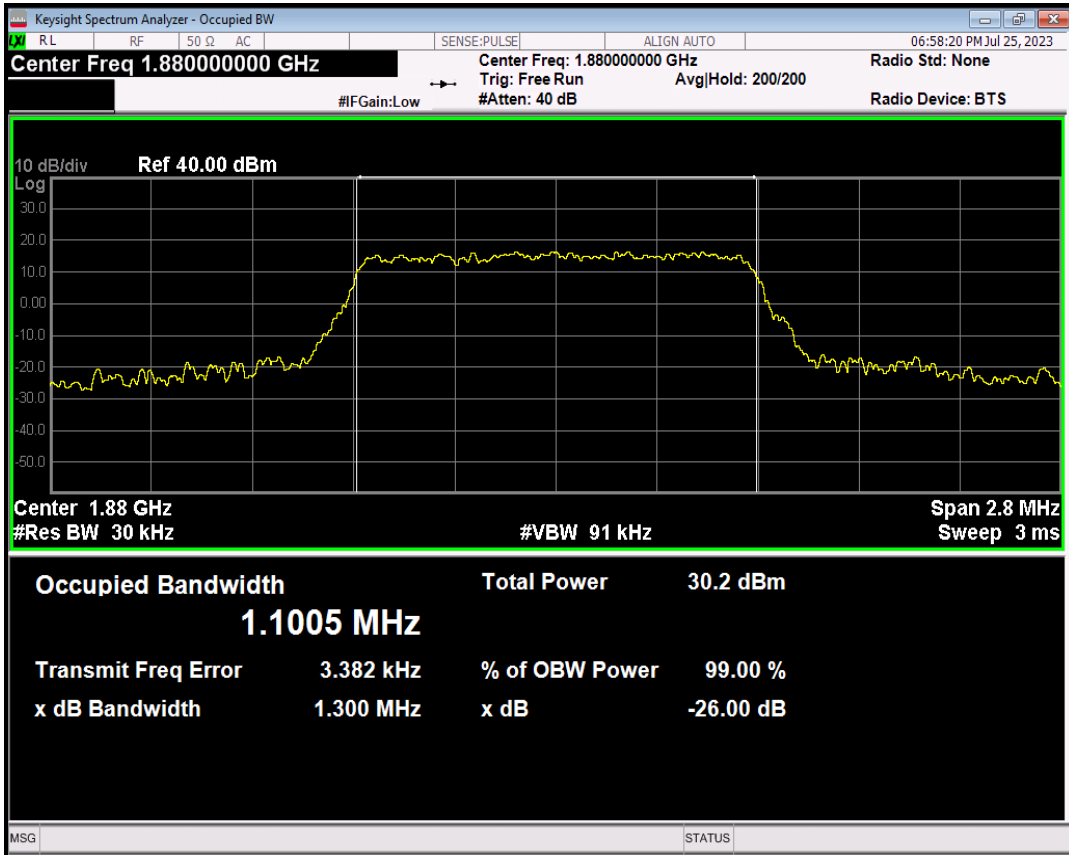 Keysight Spectrum Analyzer - Occupied BW
LXI RL RF 50 Ω AC SENSE:PULSE ALIGN AUTO 06:58:20 PM Jul 25, 2023
Center Freq 1.880000000 GHz Center Freq: 1.880000000 GHz Radio Std: None
Trig: Free Run Avg|Hold: 200/200
#IFGain:Low #Atten: 40 dB Radio Device: BTS
10 dB/div Ref 40.00 dBm
Log
30.0
20.0
10.0
0.00
-10.0
-20.0
-30.0
-40.0
-50.0
Center 1.88 GHz Span 2.8 MHz
#Res BW 30 kHz #VBW 91 kHz Sweep 3 ms
Occupied Bandwidth Total Power 30.2 dBm
1.1005 MHz
Transmit Freq Error 3.382 kHz % of OBW Power 99.00 %
x dB Bandwidth 1.300 MHz x dB -26.00 dB
MSG STATUS